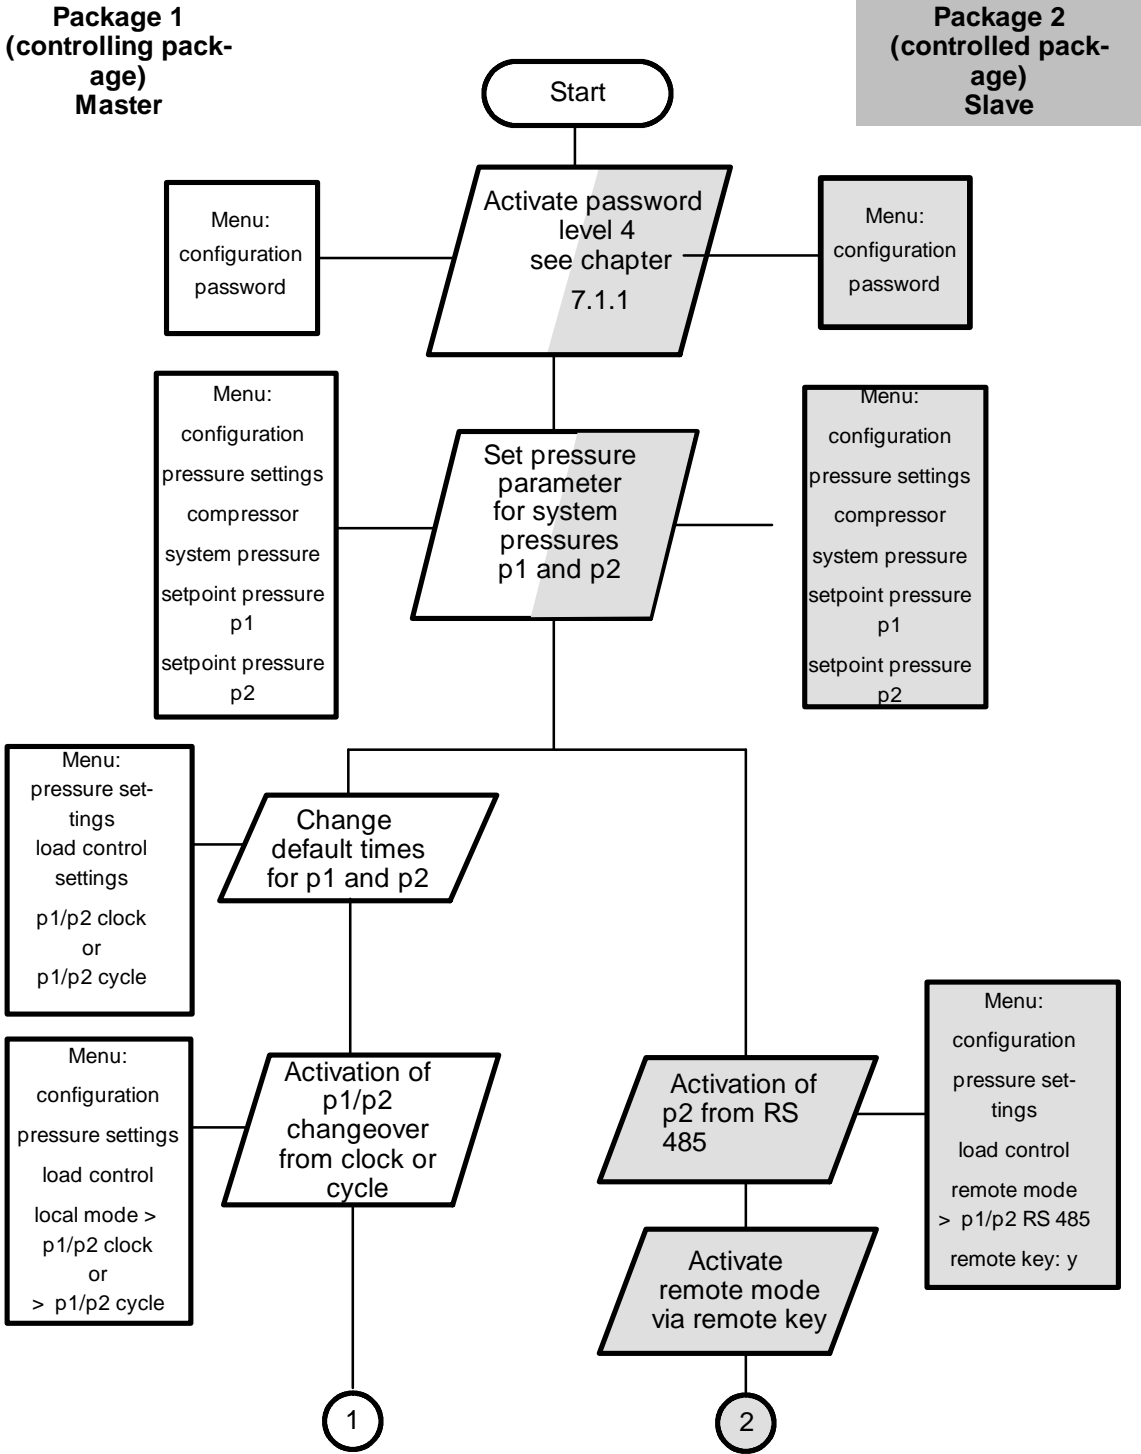 Package 1
(controlling pack-
age)
Master
Package 2
(controlled pack-
age)
Slave
Start
Menu:
configuration
password
Activate password
level 4
see chapter
7.1.1
Menu:
configuration
password
Menu:
configuration
pressure settings
compressor
system pressure
setpoint pressure
p1
setpoint pressure
p2
Set pressure
parameter
for system
pressures
p1 and p2
Menu:
configuration
pressure settings
compressor
system pressure
setpoint pressure
p1
setpoint pressure
p2
Menu:
pressure set-
tings
load control
settings
p1/p2 clock
or
p1/p2 cycle
Change
default times
for p1 and p2
Menu:
configuration
pressure settings
load control
local mode >
p1/p2 clock
or
> p1/p2 cycle
Activation of
p1/p2
changeover
from clock or
cycle
Activation of
p2 from RS
485
Menu:
configuration
pressure set-
tings
load control
remote mode
> p1/p2 RS 485
remote key: y
Activate
remote mode
via remote key
1
2